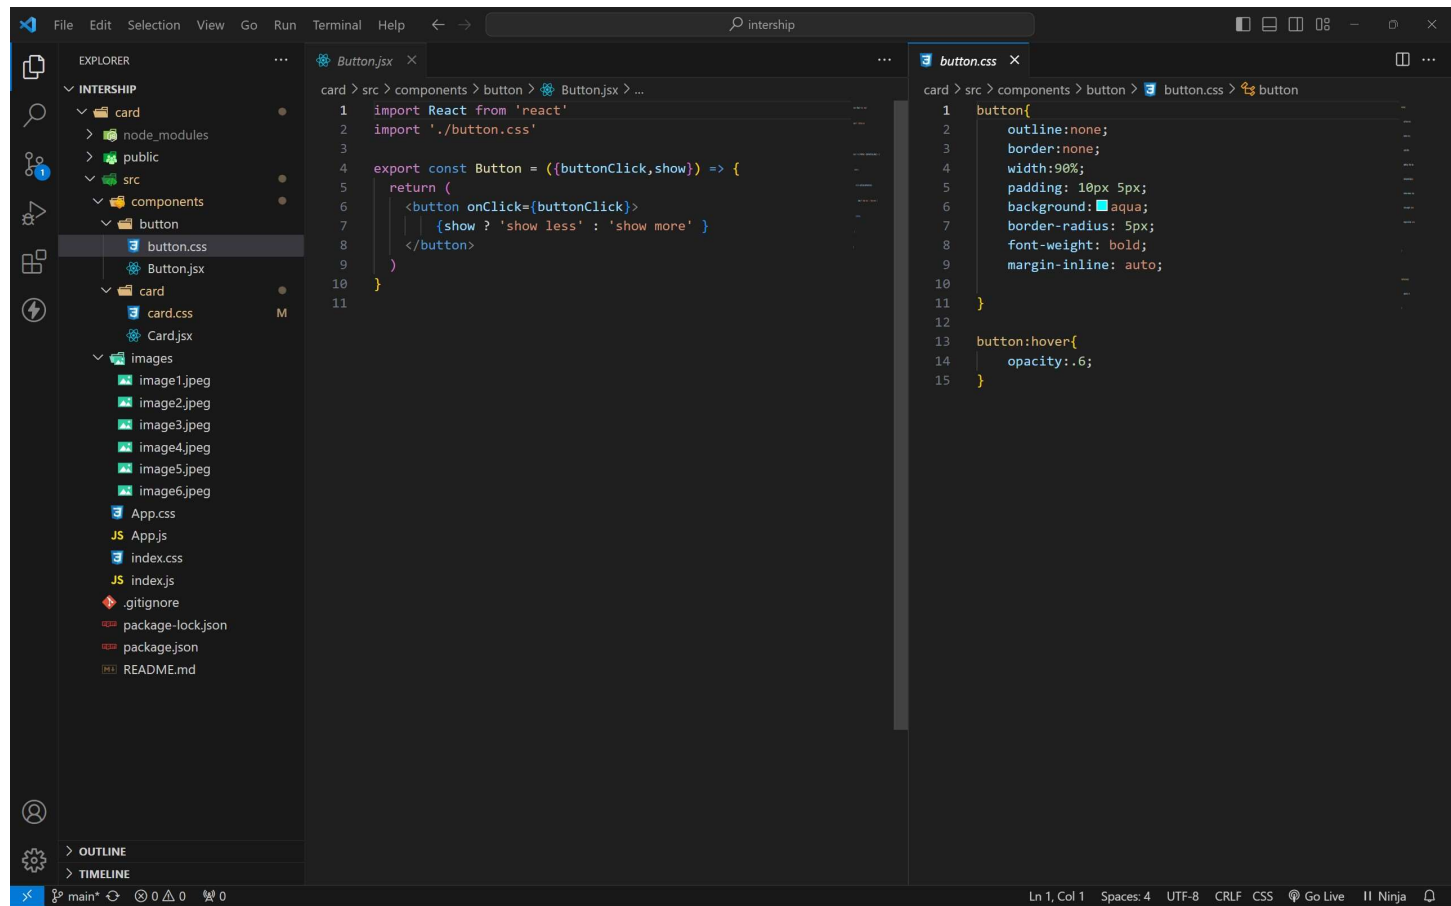 File Edit Selection View Go Run Terminal Help
intership
EXPLORER
INTERSHIP
card
node_modules
public
src
components
button
button.css
Button.jsx
card
card.css M
Card.jsx
images
image1.jpeg
image2.jpeg
image3.jpeg
image4.jpeg
image5.jpeg
image6.jpeg
App.css
JS App.js
index.css
JS index.js
.gitignore
package-lock.json
package.json
README.md
OUTLINE
TIMELINE
Button.jsx
card > src > components > button > Button.jsx > ...
1 import React from 'react'
2 import './button.css'
3
4 export const Button = ({buttonClick,show}) => {
5 return (
6 <button onClick={buttonClick}>
7 {show ? 'show less' : 'show more' }
8 </button>
9 )
10 }
11
button.css
card > src > components > button > button.css > button
1 button{
2 outline:none;
3 border:none;
4 width:90%;
5 padding: 10px 5px;
6 background: aqua;
7 border-radius: 5px;
8 font-weight: bold;
9 margin-inline: auto;
10
11 }
12
13 button:hover{
14 opacity:.6;
15 }
1
main* 0 0 0 Ln 1, Col 1 Spaces: 4 UTF-8 CRLF CSS Go Live Ninja